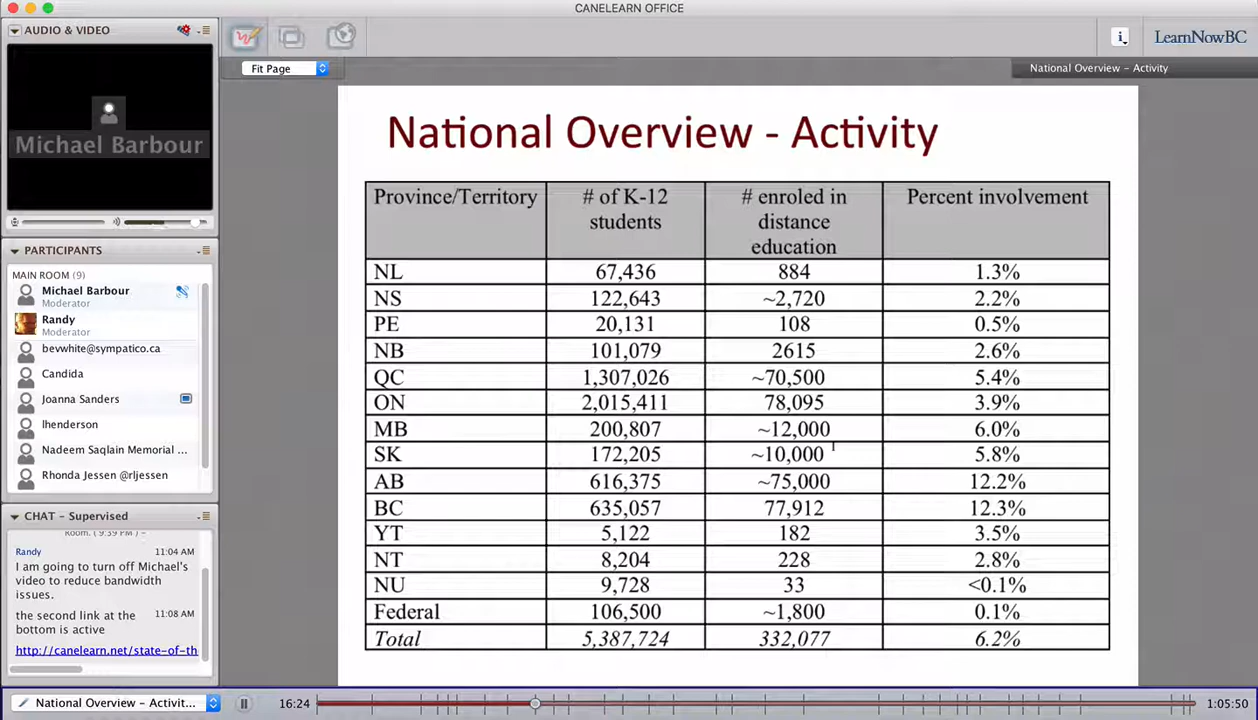 CANELEARN OFFICE
AUDIO & VIDEO
LearnNowBC
Michael Barbour
Fit Page
National Overview - Activity
National Overview - Activity
Province/Territory # of K-12 students # enroled in distance education Percent involvement
NL 67,436 884 1.3%
NS 122,643 ~2,720 2.2%
PE 20,131 108 0.5%
NB 101,079 2615 2.6%
QC 1,307,026 ~70,500 5.4%
ON 2,015,411 78,095 3.9%
MB 200,807 ~12,000 6.0%
SK 172,205 ~10,000 5.8%
AB 616,375 ~75,000 12.2%
BC 635,057 77,912 12.3%
YT 5,122 182 3.5%
NT 8,204 228 2.8%
NU 9,728 33 <0.1%
Federal 106,500 ~1,800 0.1%
Total 5,387,724 332,077 6.2%
PARTICIPANTS
MAIN ROOM (9)
Michael Barbour
Moderator
Randy
Moderator
bevwhite@sympatico.ca
Candida
Joanna Sanders
lhenderson
Nadeem Saqlain Memorial ...
Rhonda Jessen @rljessen
CHAT - Supervised
Room. ( 9:39 PM ) -
Randy 11:04 AM
I am going to turn off Michael's
video to reduce bandwidth
issues.
the second link at the 11:08 AM
bottom is active
http://canelearn.net/state-of-th
National Overview - Activit...
16:24
1:05:50